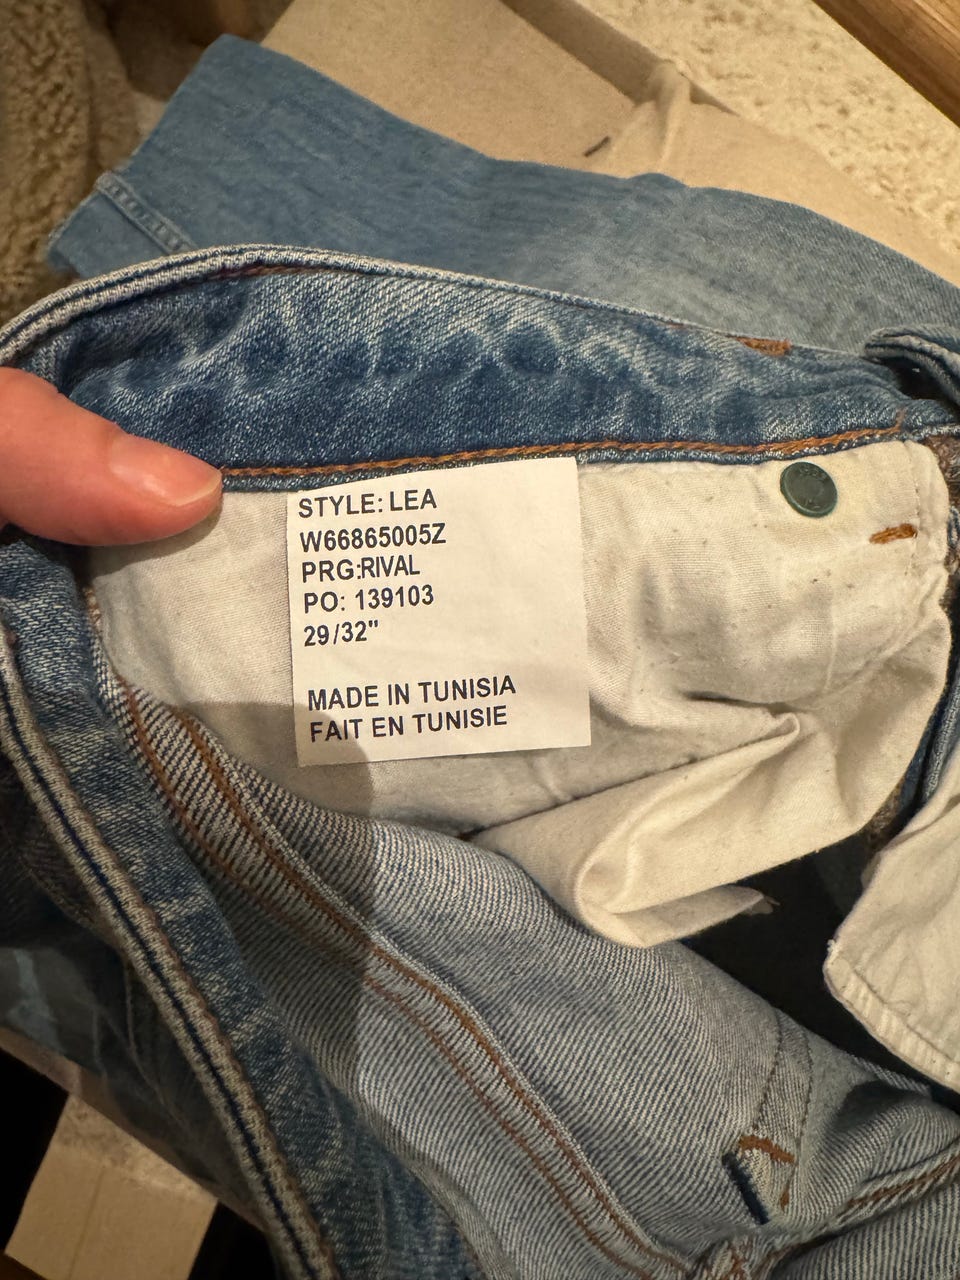 STYLE: LEA
W66865005Z
PRG:RIVAL
PO: 139103
29/32"
MADE IN TUNISIA
FAIT EN TUNISIE